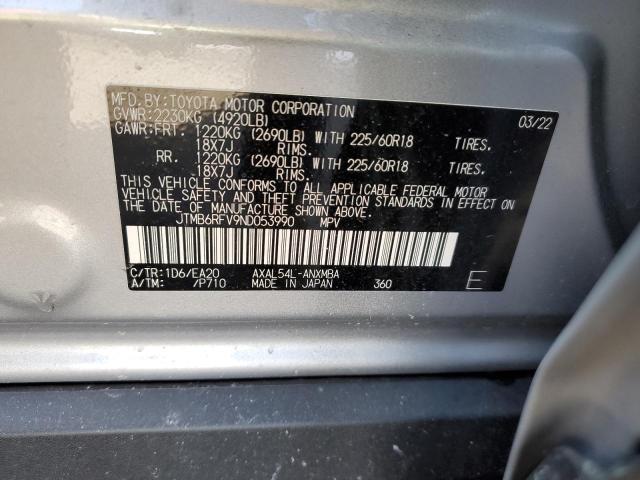 MFD. BY: TOYOTA MOTOR CORPORATION 03/22
GVWR: 2230KG (4920LB)
GAWR: FRT. 1220KG (2690LB) WITH 225/60R18 TIRES.
18X7J RIMS.
RR. 1220KG (2690LB) WITH 225/60R18 TIRES.
18X7J RIMS.
THIS VEHICLE CONFORMS TO ALL APPLICABLE FEDERAL MOTOR
VEHICLE SAFETY AND THEFT PREVENTION STANDARDS IN EFFECT ON
THE DATE OF MANUFACTURE SHOWN ABOVE.
JTMB6RFV9ND053990 MPV
C/TR: 1D6/EA20 AXAL54L-ANXMBA
A/TM: /P710 MADE IN JAPAN 360 E